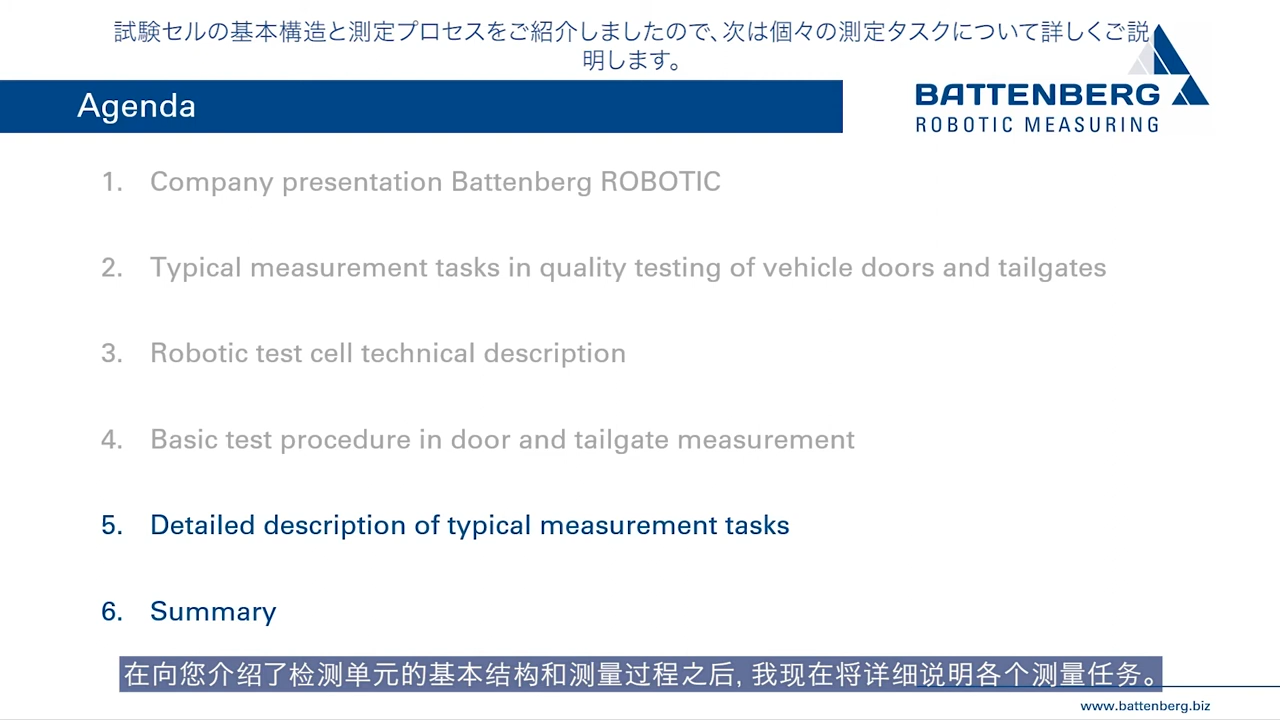 試験セルの基本構造と測定プロセスをご紹介しましたので、次は個々の測定タスクについて詳しくご説
明します。
Agenda
BATTENBERG
ROBOTIC MEASURING
1. Company presentation Battenberg ROBOTIC
2. Typical measurement tasks in quality testing of vehicle doors and tailgates
3. Robotic test cell technical description
4. Basic test procedure in door and tailgate measurement
5. Detailed description of typical measurement tasks
6. Summary
在向您介绍了检测单元的基本结构和测量过程之后, 我现在将详细说明各个测量任务。
www.battenberg.biz